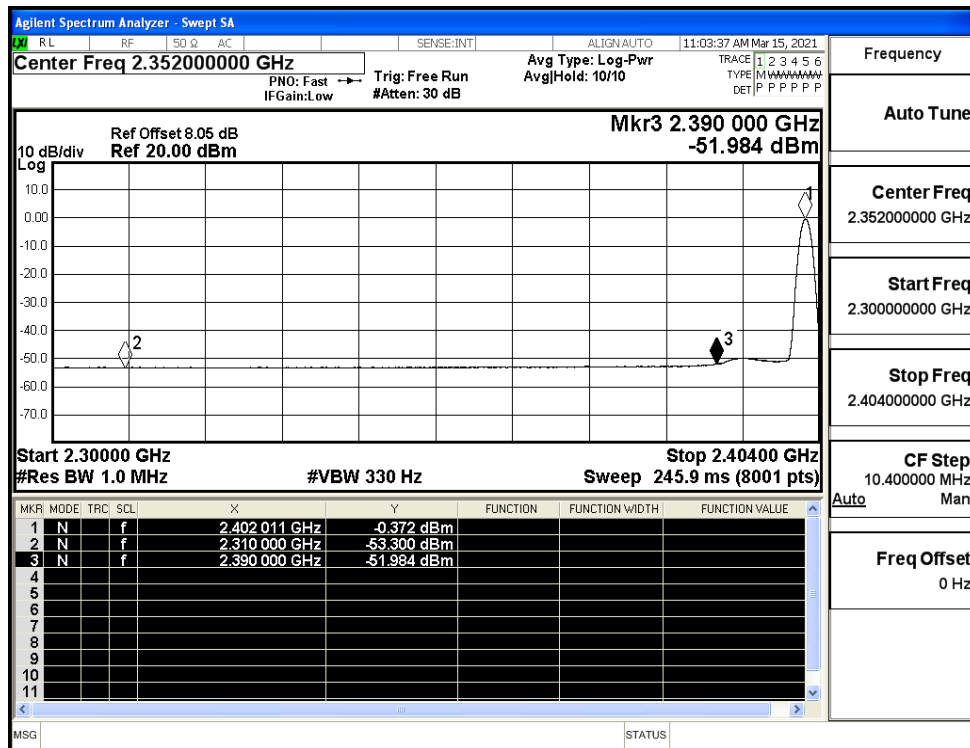 Agilent Spectrum Analyzer - Swept SA
LXI RL RF 50 Ω AC SENSE:INT ALIGN AUTO 11:03:37 AM Mar 15, 2021
Center Freq 2.352000000 GHz
PNO: Fast
IFGain:Low
Trig: Free Run
#Atten: 30 dB
Avg Type: Log-Pwr
Avg|Hold: 10/10
TRACE 1 2 3 4 5 6
TYPE M W W W W W
DET P P P P P P
Ref Offset 8.05 dB
10 dB/div Ref 20.00 dBm
Log
Mkr3 2.390 000 GHz
-51.984 dBm
10.0
0.00
-10.0
-20.0
-30.0
-40.0
-50.0
-60.0
-70.0
1
2
3
Start 2.30000 GHz Stop 2.40400 GHz
#Res BW 1.0 MHz #VBW 330 Hz Sweep 245.9 ms (8001 pts)
MKR MODE TRC SCL X Y FUNCTION FUNCTION WIDTH FUNCTION VALUE
1 N f 2.402 011 GHz -0.372 dBm
2 N f 2.310 000 GHz -53.300 dBm
3 N f 2.390 000 GHz -51.984 dBm
4
5
6
7
8
9
10
11
MSG STATUS
Frequency
Auto Tune
Center Freq
2.352000000 GHz
Start Freq
2.300000000 GHz
Stop Freq
2.404000000 GHz
CF Step
10.400000 MHz
Auto Man
Freq Offset
0 Hz